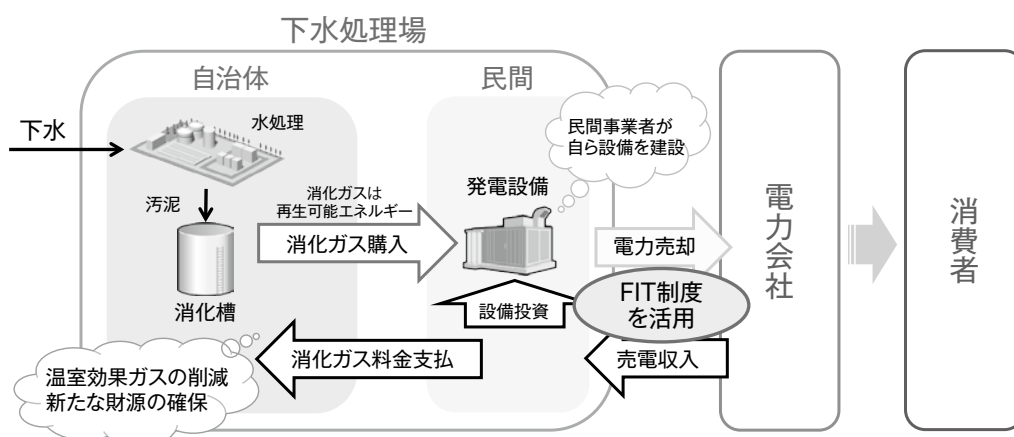 下水処理場
自治体
民間
下水
水処理
民間事業者が
自ら設備を建設
汚泥
消化ガスは
再生可能エネルギー
消化ガス購入
発電設備
電力売却
電力会社
消費者
消化槽
設備投資
FIT制度
を活用
消化ガス料金支払
売電収入
温室効果ガスの削減
新たな財源の確保